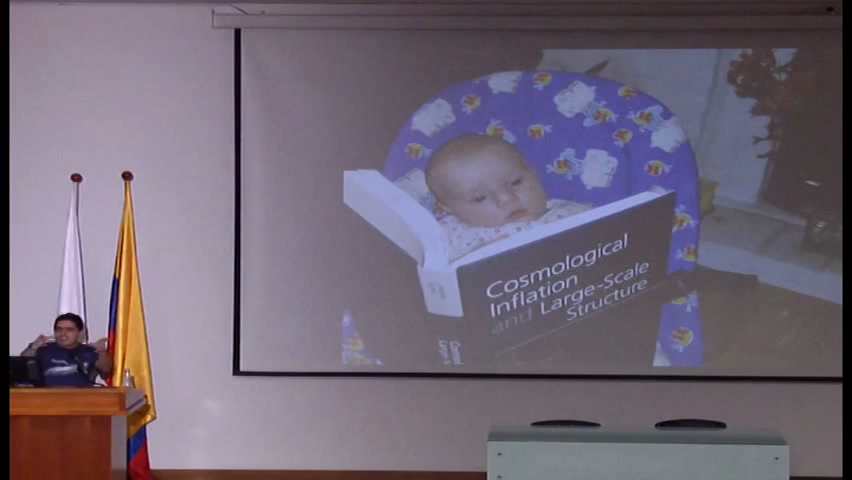 Cosmological
Inflation
and Large-Scale
Structure